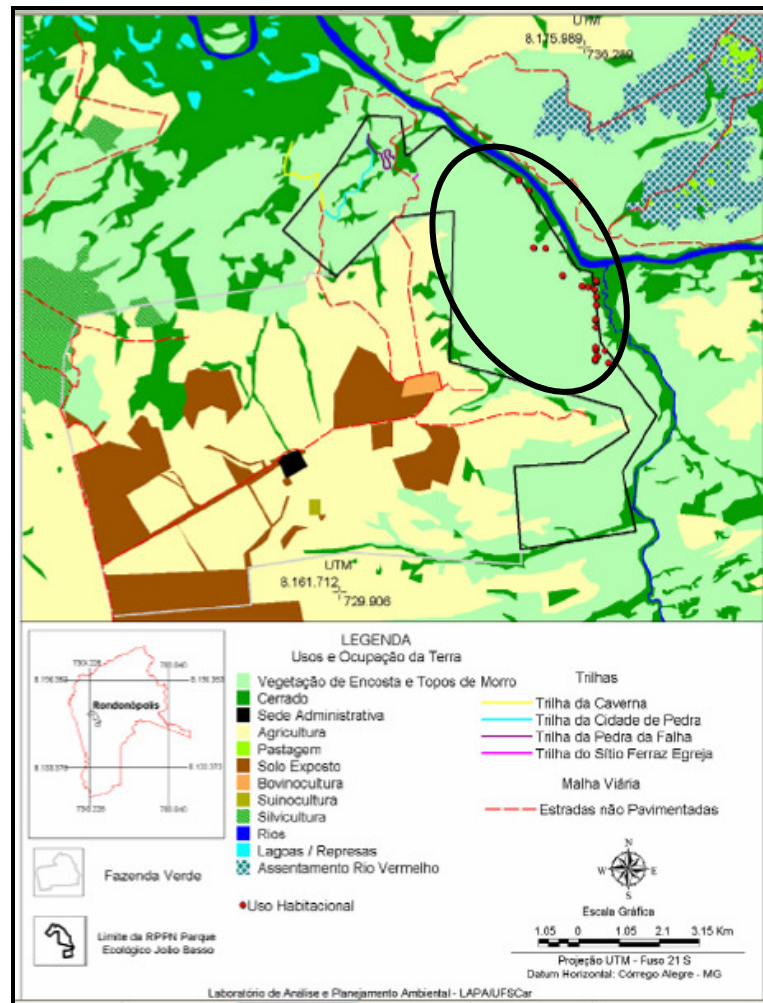 UTM
8.175.989
736.289
UTM
8.161.712
729.906
LEGENDA
Usos e Ocupação da Terra
Vegetação de Encosta e Topos de Morro
Cerrado
Sede Administrativa
Agricultura
Pastagem
Solo Exposto
Bovinocultura
Suinocultura
Silvicultura
Rios
Lagoas / Represas
Assentamento Rio Vermelho
Uso Habitacional
Trilhas
Trilha da Caverna
Trilha da Cidade de Pedra
Trilha da Pedra da Falha
Trilha do Sítio Ferraz Egreja
Malha Viária
Estradas não Pavimentadas
Rondonópolis
Fazenda Verde
Limite da RPPN Parque
Ecológico João Basso
N
W
E
S
Escala Gráfica
1.05 0 1.05 2.1 3.15 Km
Projeção UTM - Fuso 21 S
Datum Horizontal: Córrego Alegre - MG
Laboratório de Análise e Planejamento Ambiental - LAPA/UFSCar